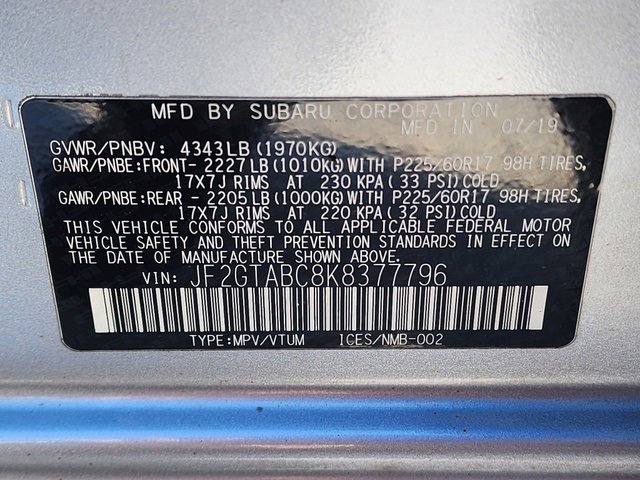 MFD BY SUBARU CORPORATION
MFD IN 07/19
GVWR/PNBV: 4343LB (1970KG)
GAWR/PNBE:FRONT- 2227LB (1010KG) WITH P225/60R17 98H TIRES,
17X7J RIMS AT 230 KPA (33 PSI) COLD
GAWR/PNBE:REAR - 2205LB (1000KG) WITH P225/60R17 98H TIRES,
17X7J RIMS AT 220 KPA (32 PSI) COLD
THIS VEHICLE CONFORMS TO ALL APPLICABLE FEDERAL MOTOR
VEHICLE SAFETY AND THEFT PREVENTION STANDARDS IN EFFECT ON
THE DATE OF MANUFACTURE SHOWN ABOVE.
VIN: JF2GTABC8K8377796
TYPE:MPV/VTUM ICES/NMB-002